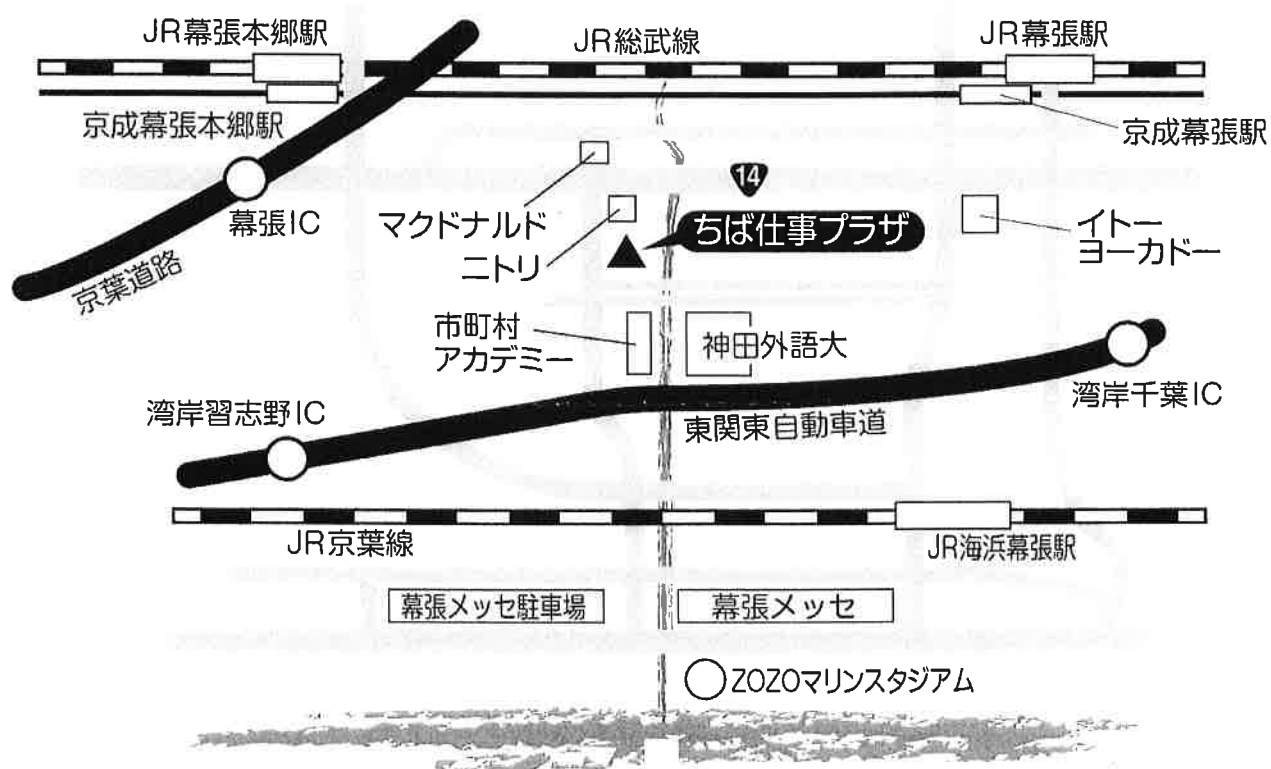 JR幕張本郷駅
JR総武線
JR幕張駅
京成幕張本郷駅
京成幕張駅
14
幕張IC
マクドナルド
ニトリ
ちば仕事プラザ
イトー
ヨーカドー
京葉道路
市町村
アカデミー
神田外語大
湾岸習志野IC
湾岸千葉IC
東関東自動車道
JR京葉線
JR海浜幕張駅
幕張メッセ駐車場
幕張メッセ
ZOZOマリンスタジアム